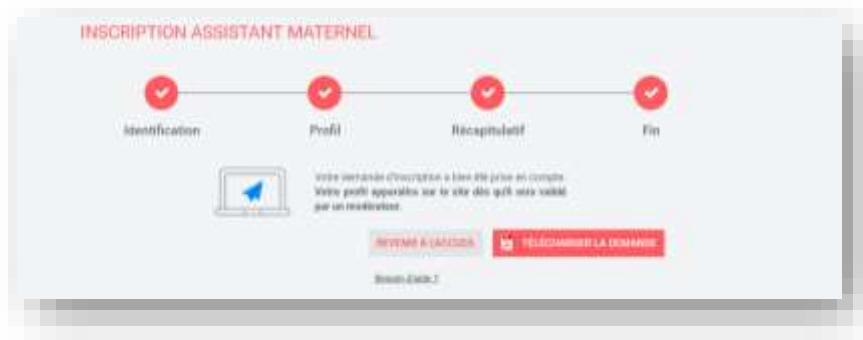 INSCRIPTION ASSISTANT MATERNEL
Identification Profil Récapitulatif Fin
Votre demande d'inscription a bien été prise en compte.
Votre profil apparaîtra sur le site dès qu'il sera validé
par un modérateur.
REVENIR À L'ACCUEIL TÉLÉCHARGER LA DEMANDE
Besoin d'aide ?